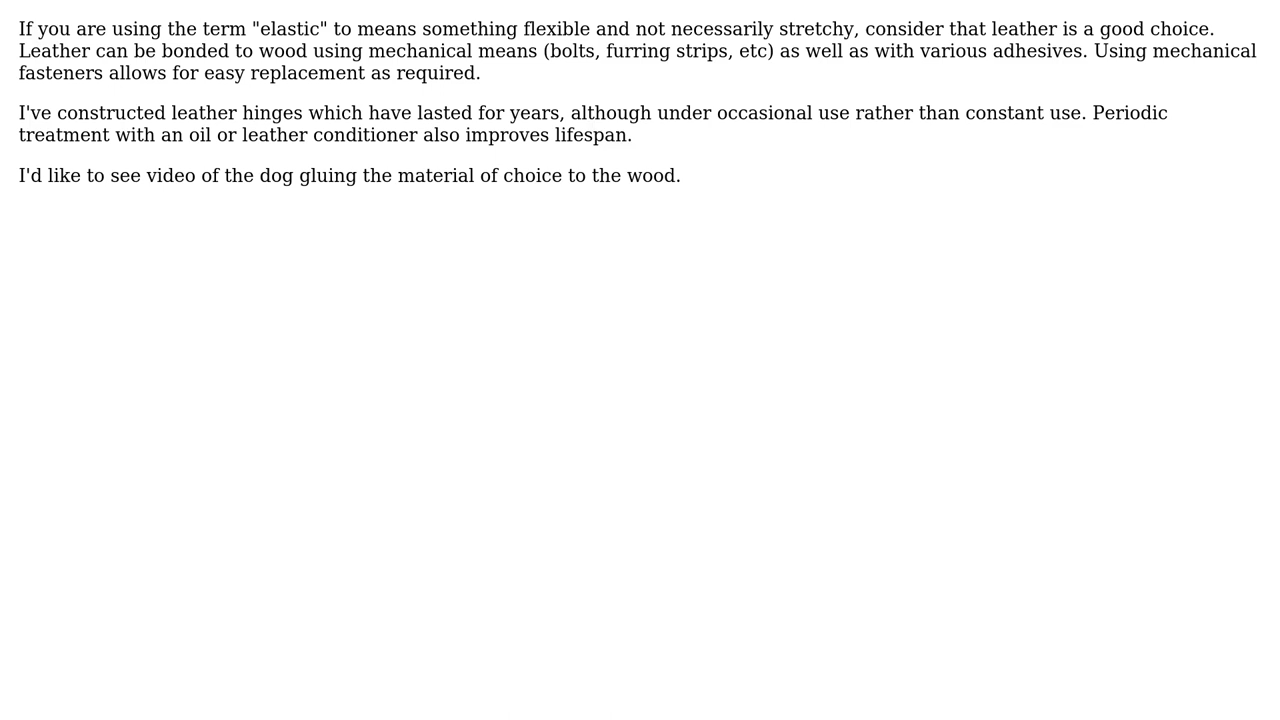 If you are using the term "elastic" to means something flexible and not necessarily stretchy, consider that leather is a good choice.
Leather can be bonded to wood using mechanical means (bolts, furring strips, etc) as well as with various adhesives. Using mechanical
fasteners allows for easy replacement as required.
I've constructed leather hinges which have lasted for years, although under occasional use rather than constant use. Periodic
treatment with an oil or leather conditioner also improves lifespan.
I'd like to see video of the dog gluing the material of choice to the wood.